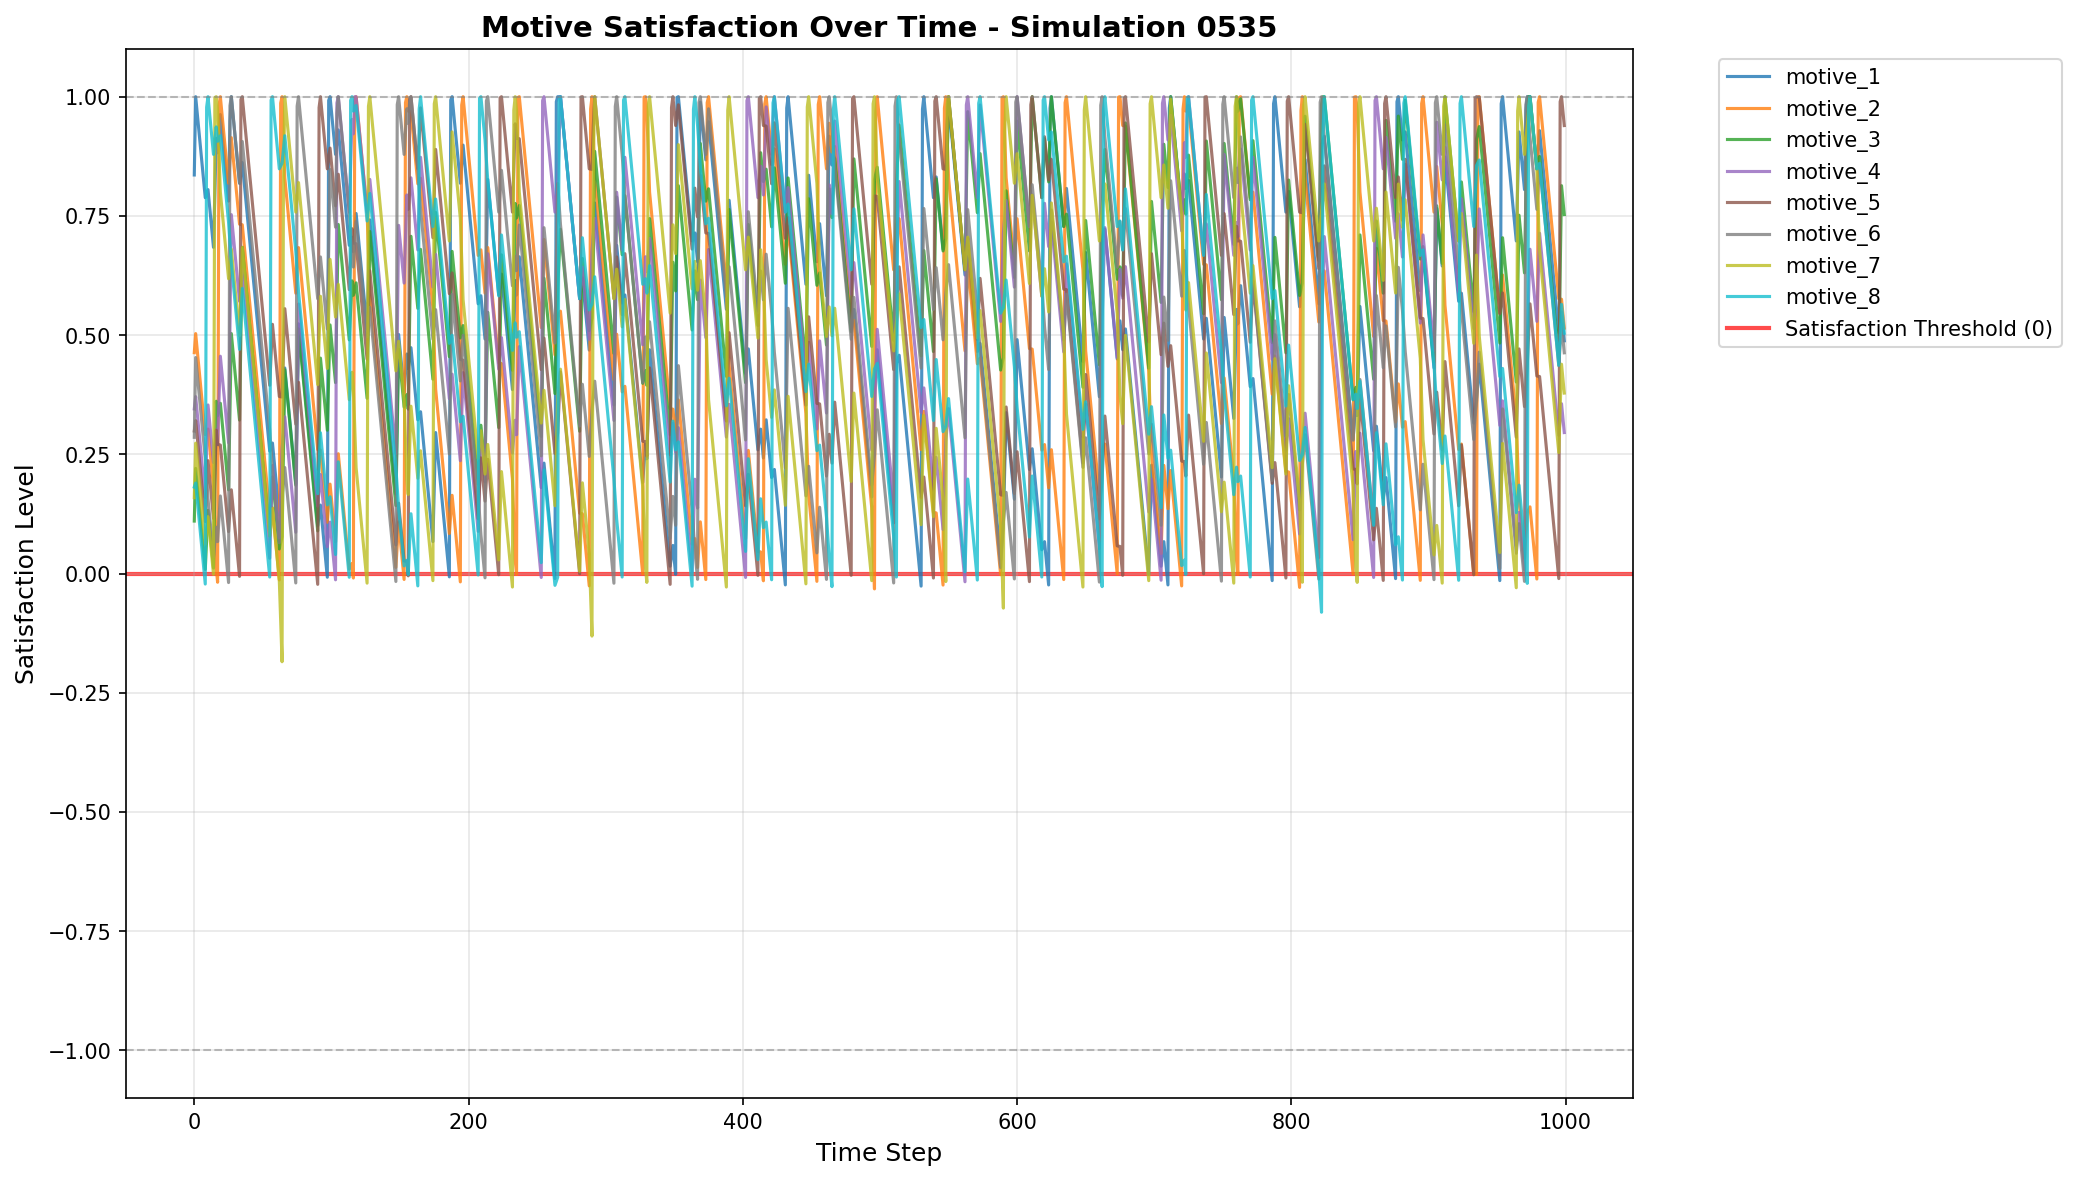 Motive Satisfaction Over Time - Simulation 0535
1.00
0.75
0.50
0.25
0.00
−0.25
−0.50
−0.75
−1.00
Satisfaction Level
0
200
400
600
800
1000
Time Step
motive_1
motive_2
motive_3
motive_4
motive_5
motive_6
motive_7
motive_8
Satisfaction Threshold (0)